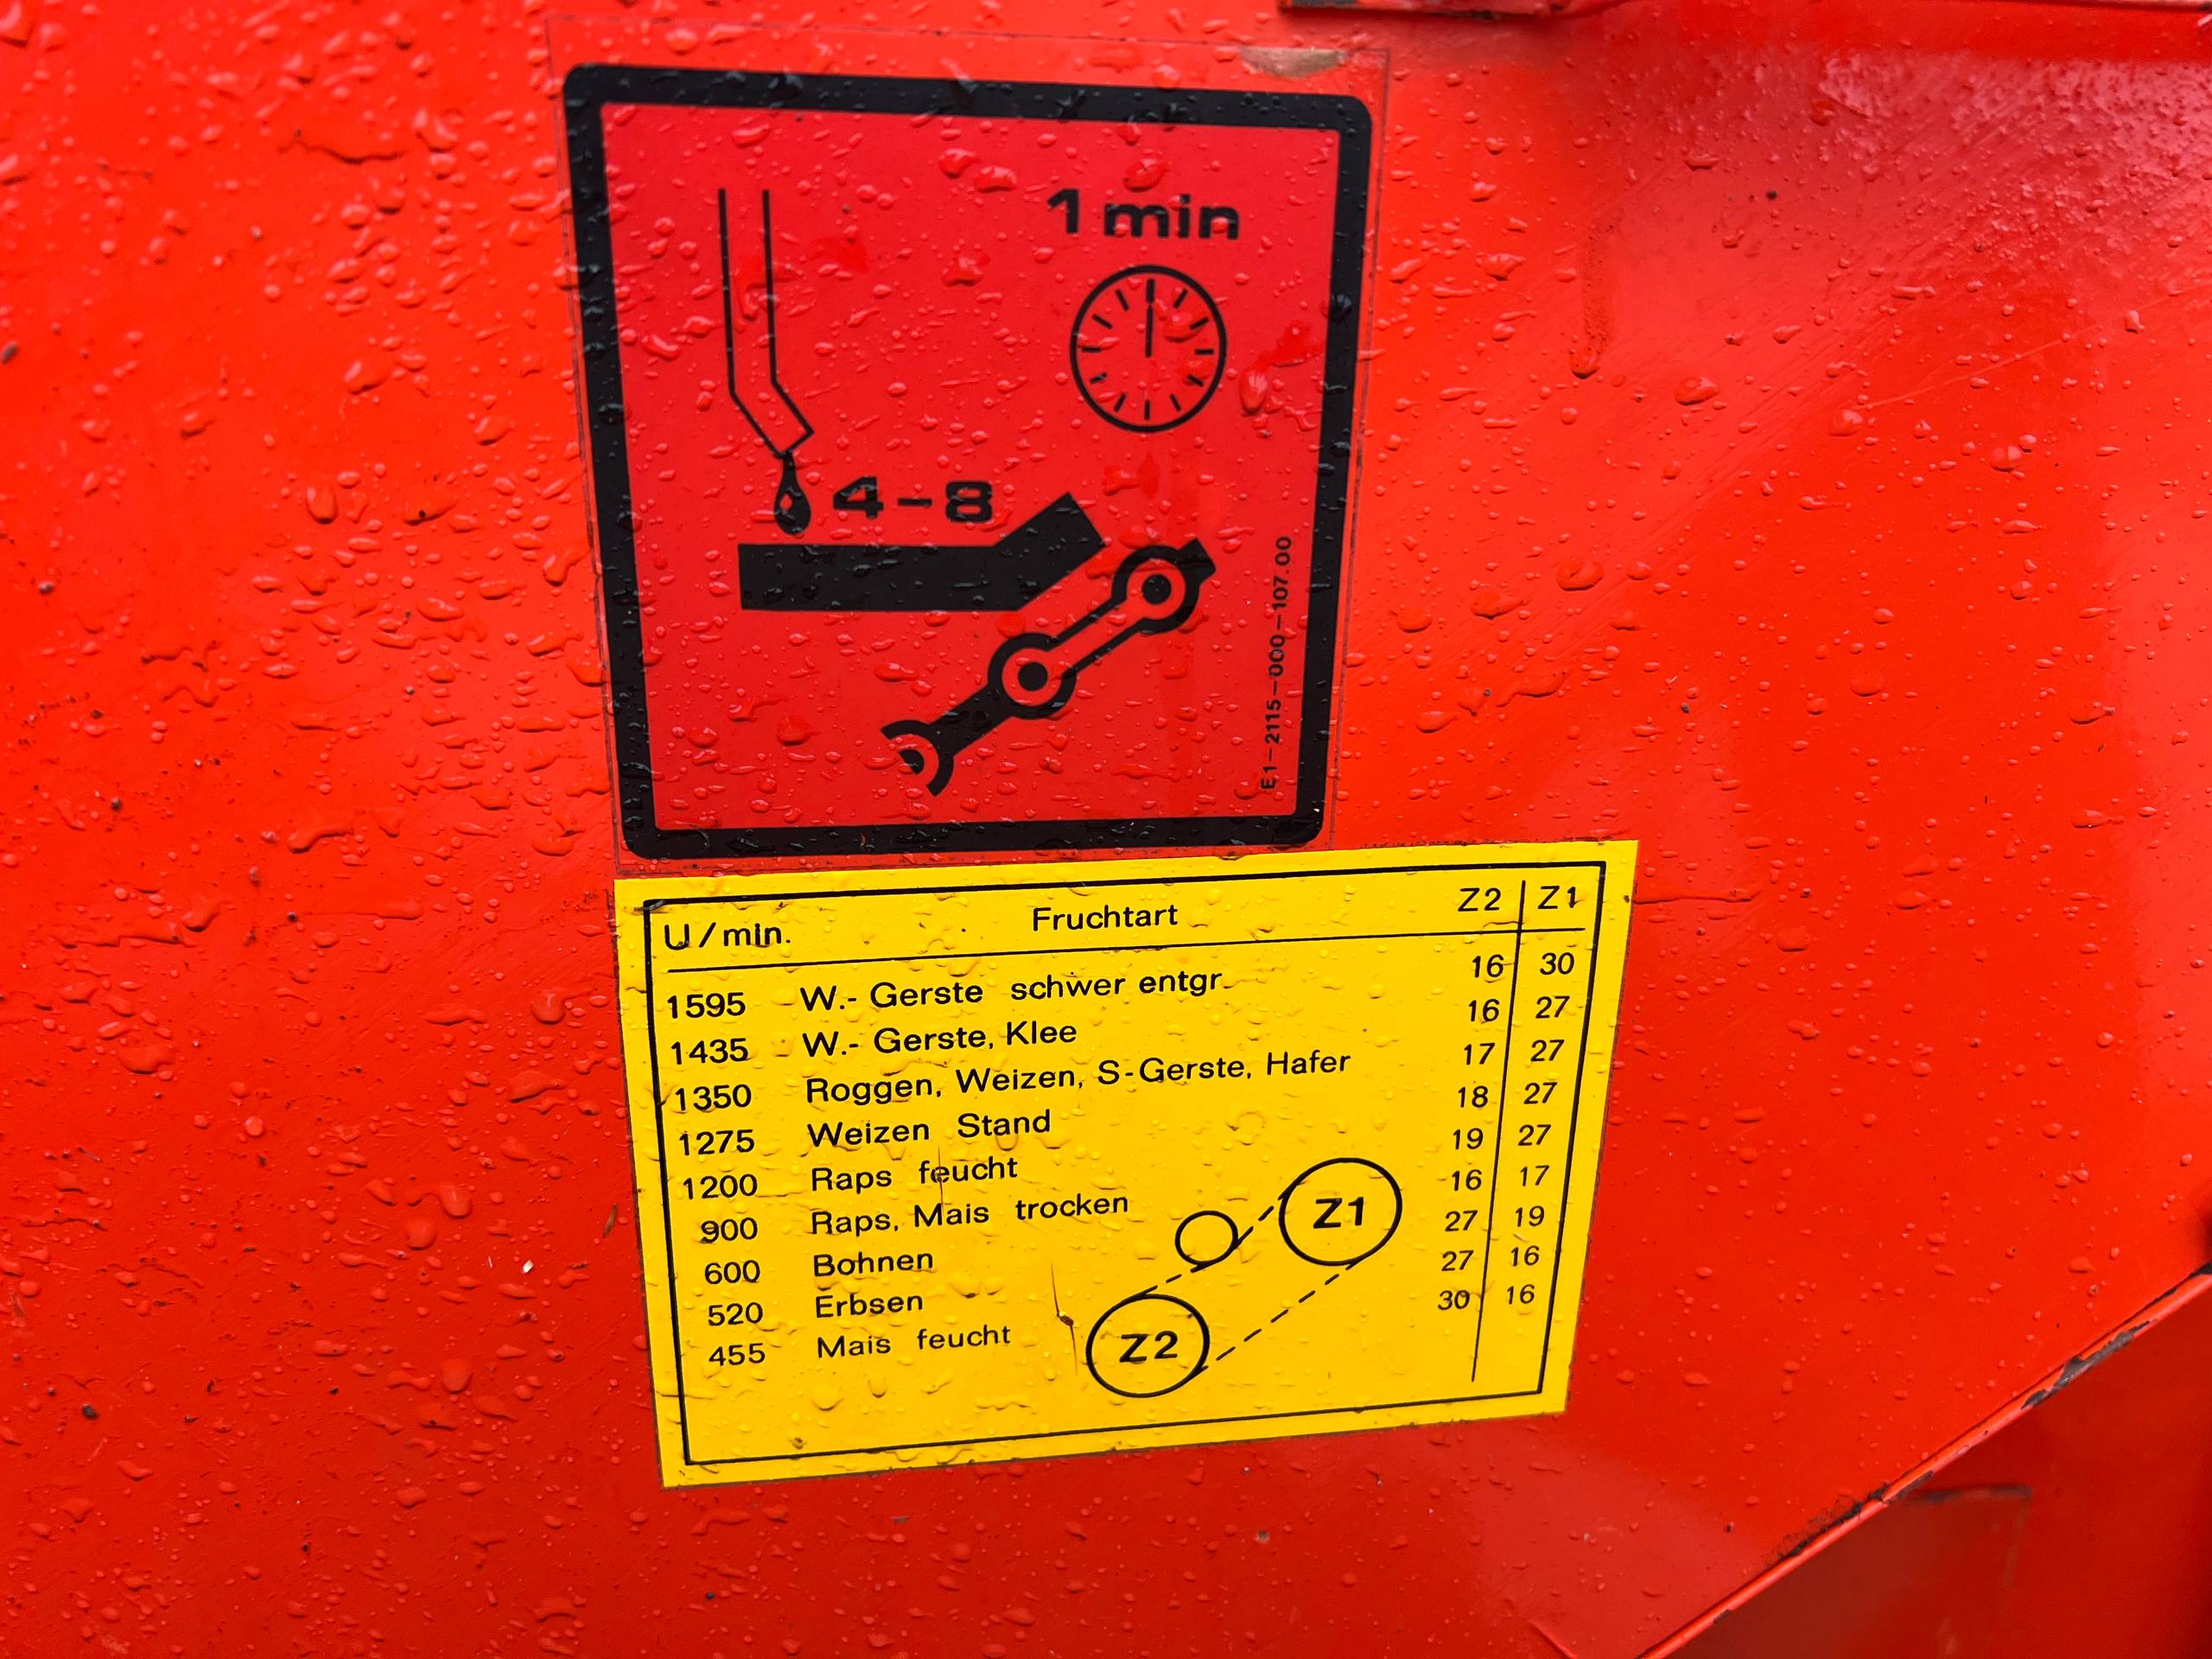 1 min
4-8
E1-2115-000-107.00
U/min. Fruchtart Z2 Z1
1595 W.- Gerste schwer entgr. 16 30
1435 W.- Gerste, Klee 16 27
1350 Roggen, Weizen, S-Gerste, Hafer 17 27
1275 Weizen Stand 18 27
1200 Raps feucht 19 27
900 Raps, Mais trocken 16 17
600 Bohnen 27 19
520 Erbsen 27 16
455 Mais feucht 30 16
Z1
Z2